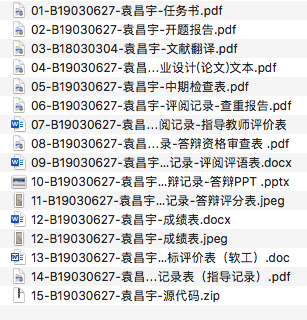 01-B19030627-袁昌宇-任务书.pdf
02-B19030627-袁昌宇-开题报告.pdf
03-B18030304-袁昌宇-文献翻译.pdf
04-B19030627-袁昌...业设计(论文)文本.pdf
05-B19030627-袁昌宇-中期检查表.pdf
06-B19030627-袁昌宇-评阅记录-查重报告.pdf
07-B19030627-袁昌...阅记录-指导教师评价表
08-B19030627-袁昌...录-答辩资格审查表 .pdf
09-B19030627-袁昌宇...记录-评阅评语表.docx
10-B19030627-袁昌宇...辩记录-答辩PPT .pptx
11-B19030627-袁昌宇...记录-答辩评分表.jpeg
12-B19030627-袁昌宇-成绩表.docx
12-B19030627-袁昌宇-成绩表.jpeg
13-B19030627-袁昌宇...标评价表（软工）.doc
14-B19030627-袁昌宇...记录表（指导记录）.pdf
15-B19030627-袁昌宇-源代码.zip